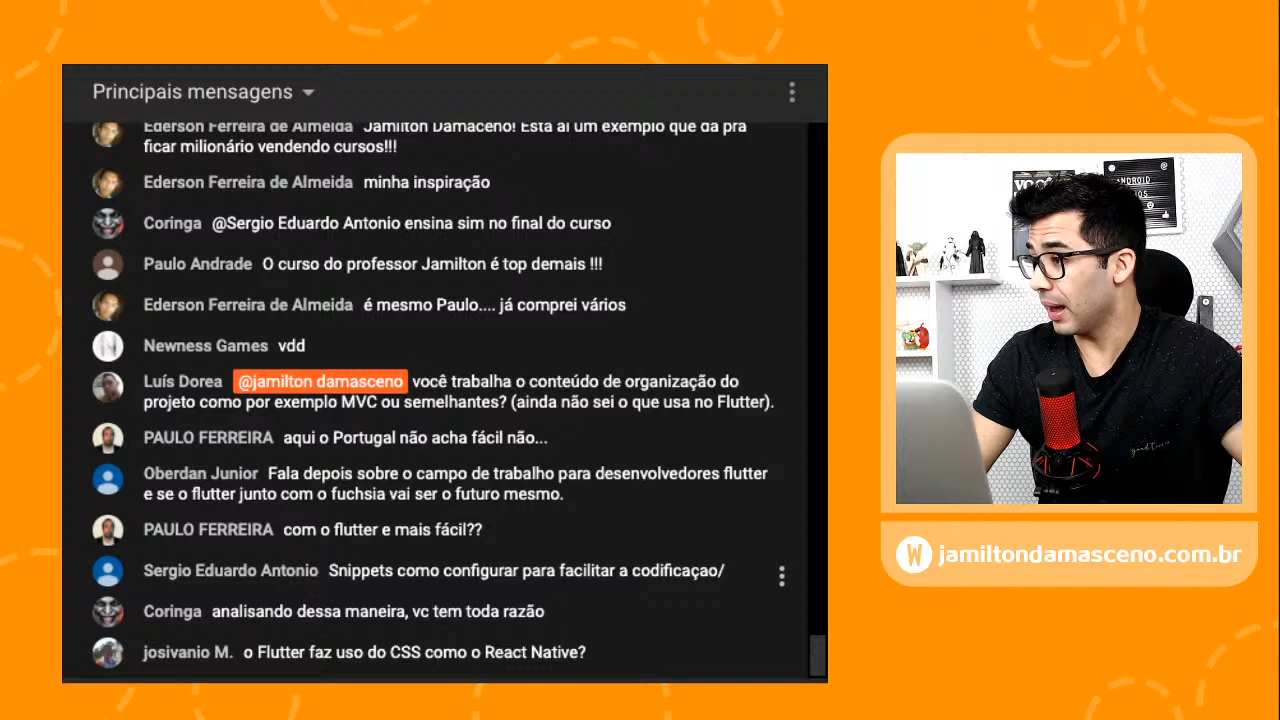 Principais mensagens
Ederson Ferreira de Almeida Jamilton Damaceno! Esta ai um exemplo que da pra
ficar milionário vendendo cursos!!!
Ederson Ferreira de Almeida minha inspiração
Coringa @Sergio Eduardo Antonio ensina sim no final do curso
Paulo Andrade O curso do professor Jamilton é top demais !!!
Ederson Ferreira de Almeida é mesmo Paulo.... já comprei vários
Newness Games vdd
Luís Dorea @jamilton damasceno você trabalha o conteúdo de organização do
projeto como por exemplo MVC ou semelhantes? (ainda não sei o que usa no Flutter).
PAULO FERREIRA aqui o Portugal não acha fácil não...
Oberdan Junior Fala depois sobre o campo de trabalho para desenvolvedores flutter
e se o flutter junto com o fuchsia vai ser o futuro mesmo.
PAULO FERREIRA com o flutter e mais fácil??
Sergio Eduardo Antonio Snippets como configurar para facilitar a codificaçao/
Coringa analisando dessa maneira, vc tem toda razão
josivanio M. o Flutter faz uso do CSS como o React Native?
ANDROID
W jamiltondamasceno.com.br